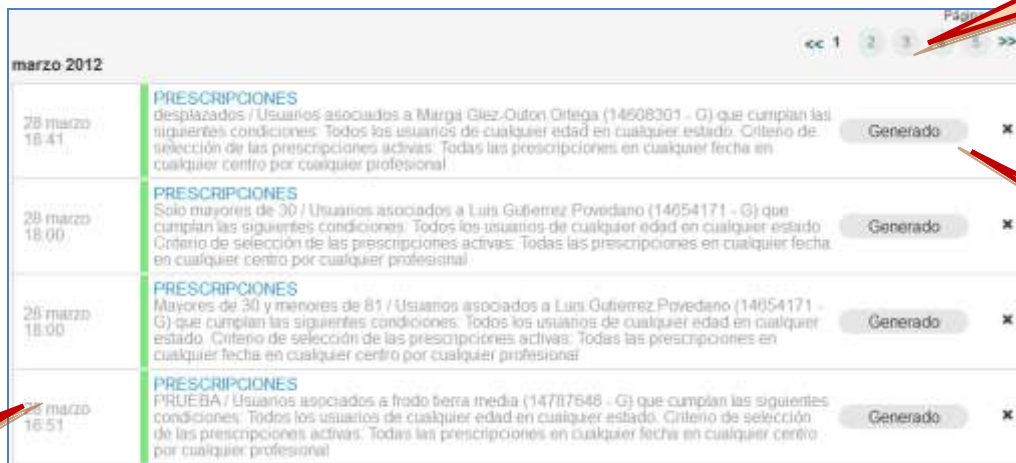 Página
<< 1 2 3 5 >>
marzo 2012
PRESCRIPCIONES
desplazados / Usuarios asociados a Marga Glez-Outon Ortega (14608301 - G) que cumplan las
28 marzo
18:41
siguientes condiciones: Todos los usuarios de cualquier edad en cualquier estado. Criterio de
selección de las prescripciones activas: Todas las prescripciones en cualquier fecha en
cualquier centro por cualquier profesional
Generado ×
PRESCRIPCIONES
28 marzo
18:00
Solo mayores de 30 / Usuarios asociados a Luis Gutierrez Povedano (14654171 - G) que
cumplan las siguientes condiciones: Todos los usuarios de cualquier edad en cualquier estado.
Criterio de selección de las prescripciones activas: Todas las prescripciones en cualquier fecha
en cualquier centro por cualquier profesional
Generado ×
PRESCRIPCIONES
28 marzo
18:00
Mayores de 30 y menores de 81 / Usuarios asociados a Luis Gutierrez Povedano (14654171 -
G) que cumplan las siguientes condiciones: Todos los usuarios de cualquier edad en cualquier
estado. Criterio de selección de las prescripciones activas: Todas las prescripciones en
cualquier fecha en cualquier centro por cualquier profesional
Generado ×
PRESCRIPCIONES
28 marzo
16:51
PRUEBA / Usuarios asociados a frodo tierra media (14787648 - G) que cumplan las siguientes
condiciones: Todos los usuarios de cualquier edad en cualquier estado. Criterio de selección
de las prescripciones activas: Todas las prescripciones en cualquier fecha en cualquier centro
por cualquier profesional
Generado ×